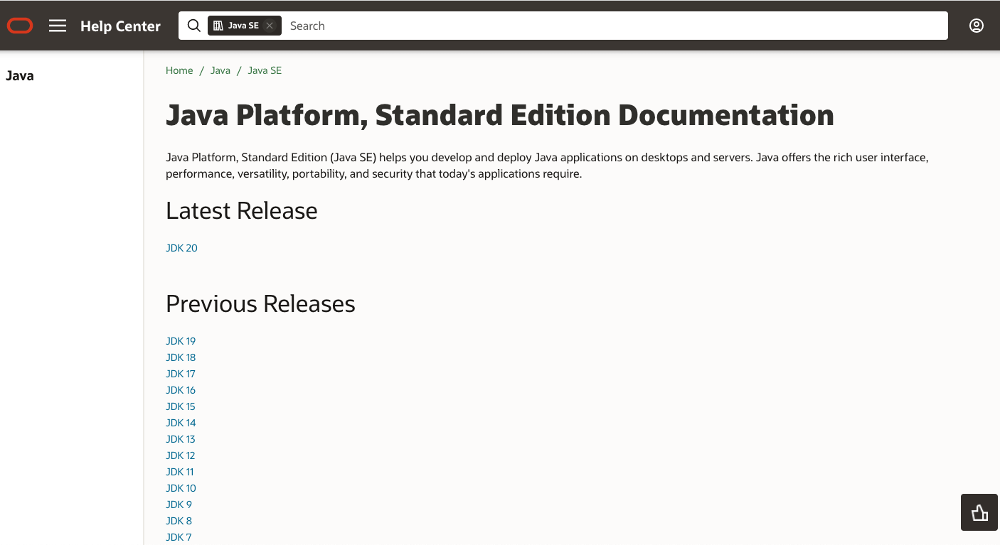 Help Center
Java SE
Search
Java
Home / Java / Java SE
Java Platform, Standard Edition Documentation
Java Platform, Standard Edition (Java SE) helps you develop and deploy Java applications on desktops and servers. Java offers the rich user interface,
performance, versatility, portability, and security that today's applications require.
Latest Release
JDK 20
Previous Releases
JDK 19
JDK 18
JDK 17
JDK 16
JDK 15
JDK 14
JDK 13
JDK 12
JDK 11
JDK 10
JDK 9
JDK 8
JDK 7